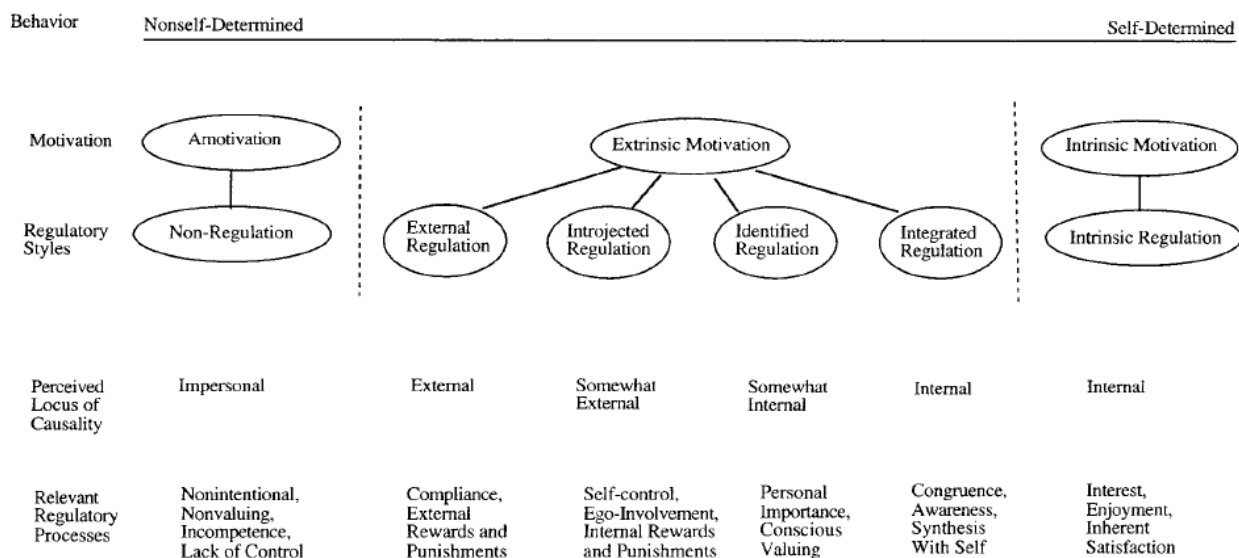 Behavior
Nonself-Determined
Self-Determined
Motivation
Amotivation
Extrinsic Motivation
Intrinsic Motivation
Regulatory
Styles
Non-Regulation
External
Regulation
Introjected
Regulation
Identified
Regulation
Integrated
Regulation
Intrinsic Regulation
Perceived
Locus of
Causality
Impersonal
External
Somewhat
External
Somewhat
Internal
Internal
Internal
Relevant
Regulatory
Processes
Nonintentional,
Nonvaluing,
Incompetence,
Lack of Control
Compliance,
External
Rewards and
Punishments
Self-control,
Ego-Involvement,
Internal Rewards
and Punishments
Personal
Importance,
Conscious
Valuing
Congruence,
Awareness,
Synthesis
With Self
Interest,
Enjoyment,
Inherent
Satisfaction